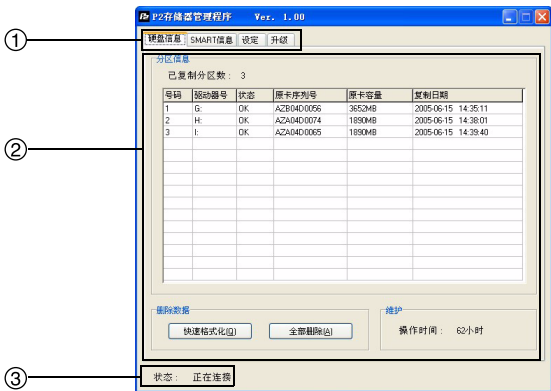 P2存储器管理程序 Ver. 1.00
① 硬盘信息 SMART信息 设定 升级
分区信息
已复制分区数： 3
号码 驱动器号 状态 原卡序列号 原卡容量 复制日期
1 G: OK AZB04D0056 3652MB 2005-06-15 14:35:11
2 H: OK AZA04D0074 1890MB 2005-06-15 14:38:01
②
3 I: OK AZA04D0065 1890MB 2005-06-15 14:39:40
删除数据 维护
快速格式化(Q) 全部删除(A) 操作时间： 62小时
③ 状态： 正在连接